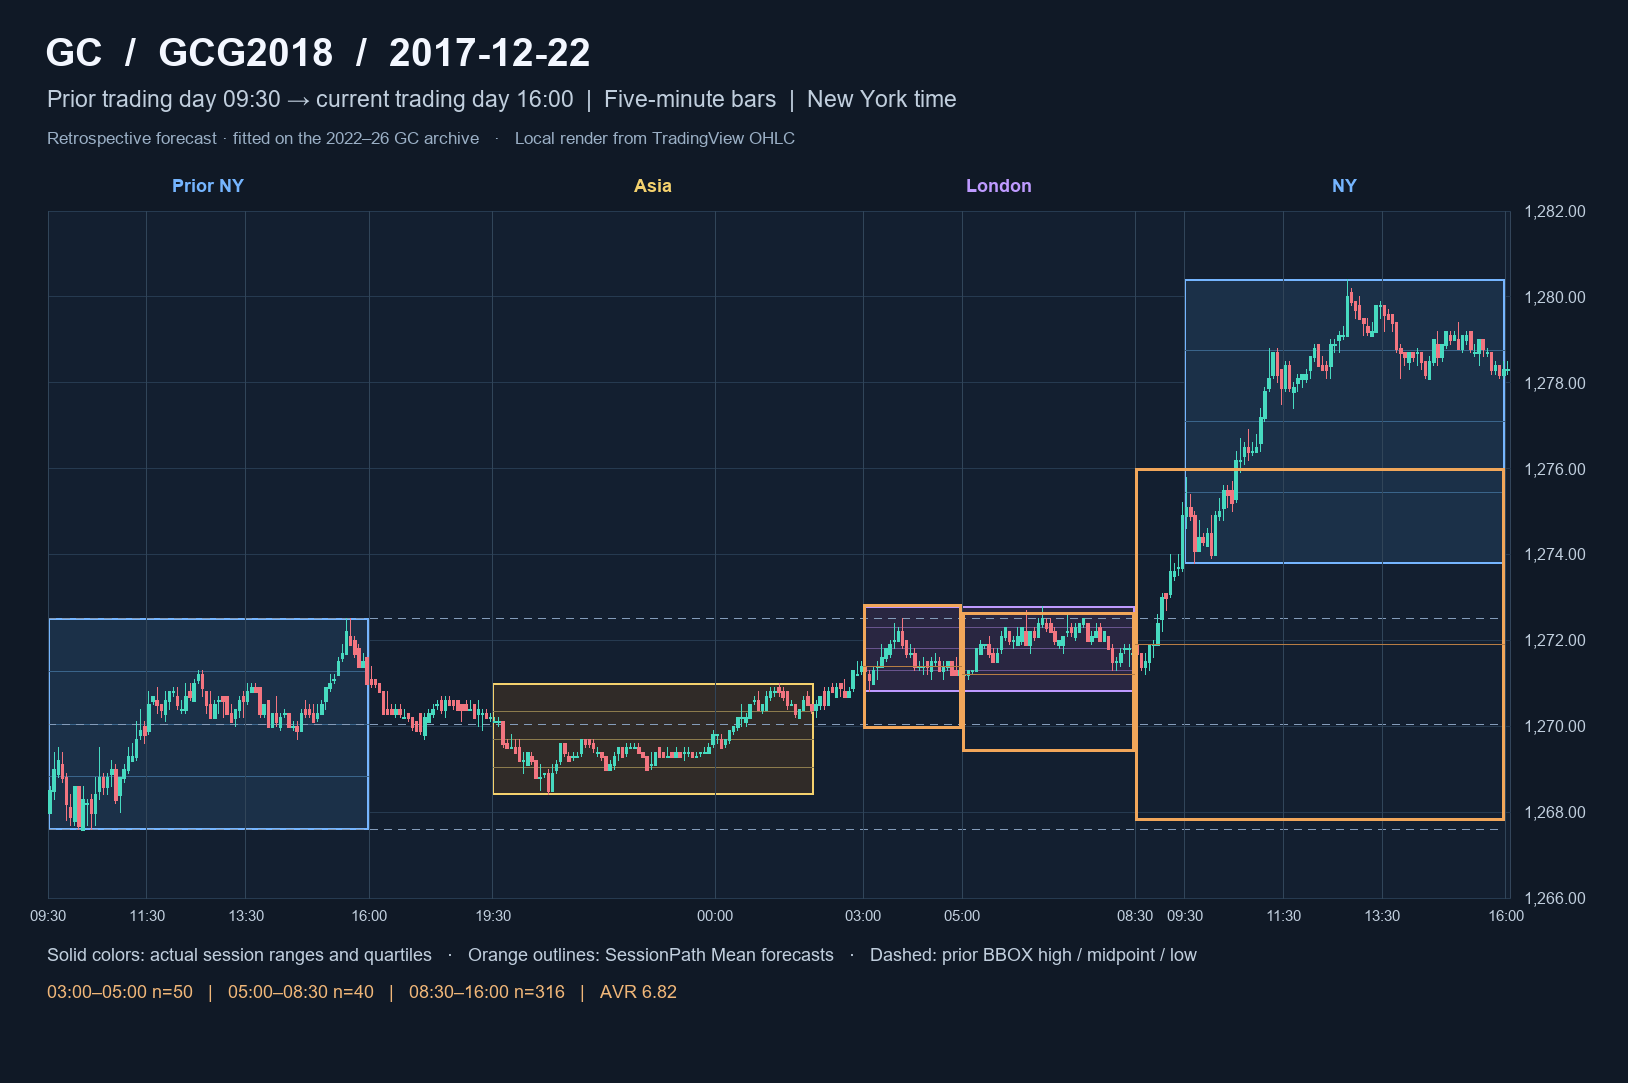 GC / GCG2018 / 2017-12-22
Prior trading day 09:30 → current trading day 16:00 | Five-minute bars | New York time
Retrospective forecast · fitted on the 2022–26 GC archive · Local render from TradingView OHLC
Prior NY Asia London NY
1,282.00
1,280.00
1,278.00
1,276.00
1,274.00
1,272.00
1,270.00
1,268.00
1,266.00
09:30 11:30 13:30 16:00 19:30 00:00 03:00 05:00 08:30 09:30 11:30 13:30 16:00
Solid colors: actual session ranges and quartiles · Orange outlines: SessionPath Mean forecasts · Dashed: prior BBOX high / midpoint / low
03:00–05:00 n=50 | 05:00–08:30 n=40 | 08:30–16:00 n=316 | AVR 6.82